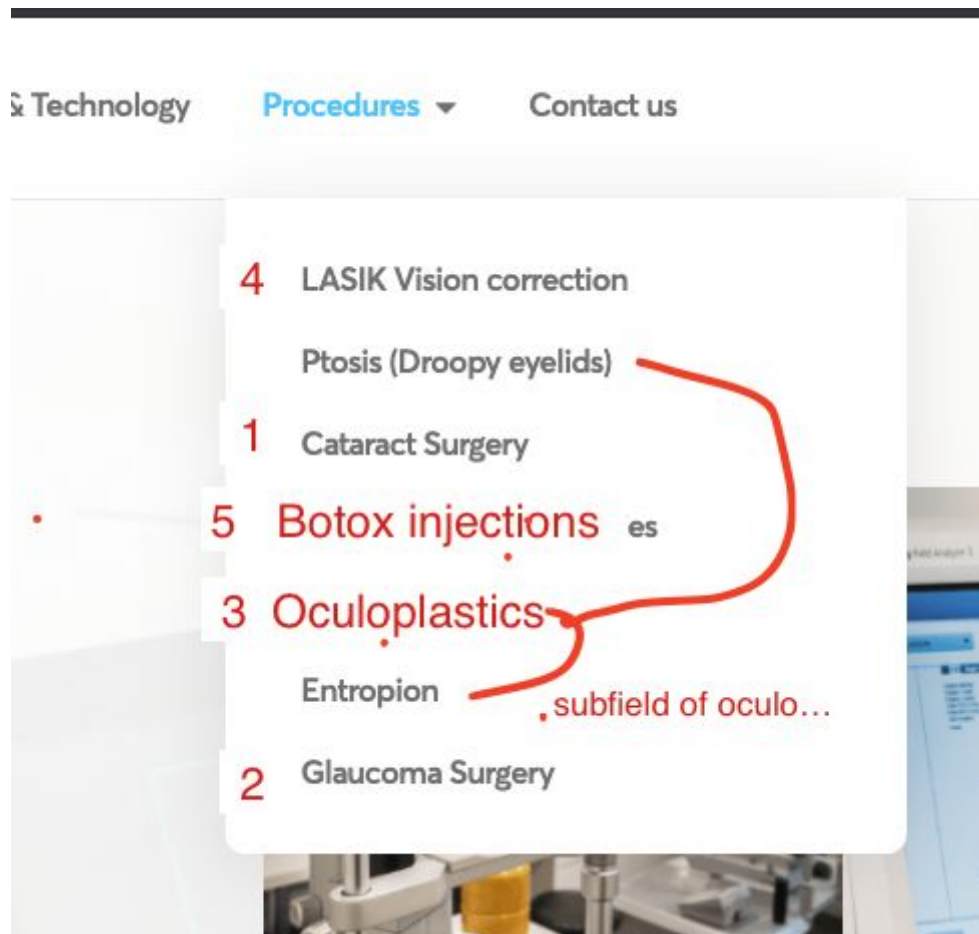 & Technology Procedures Contact us
4 LASIK Vision correction
Ptosis (Droopy eyelids)
1 Cataract Surgery
5 Botox injections es
3 Oculoplastics
Entropion
subfield of oculo...
2 Glaucoma Surgery